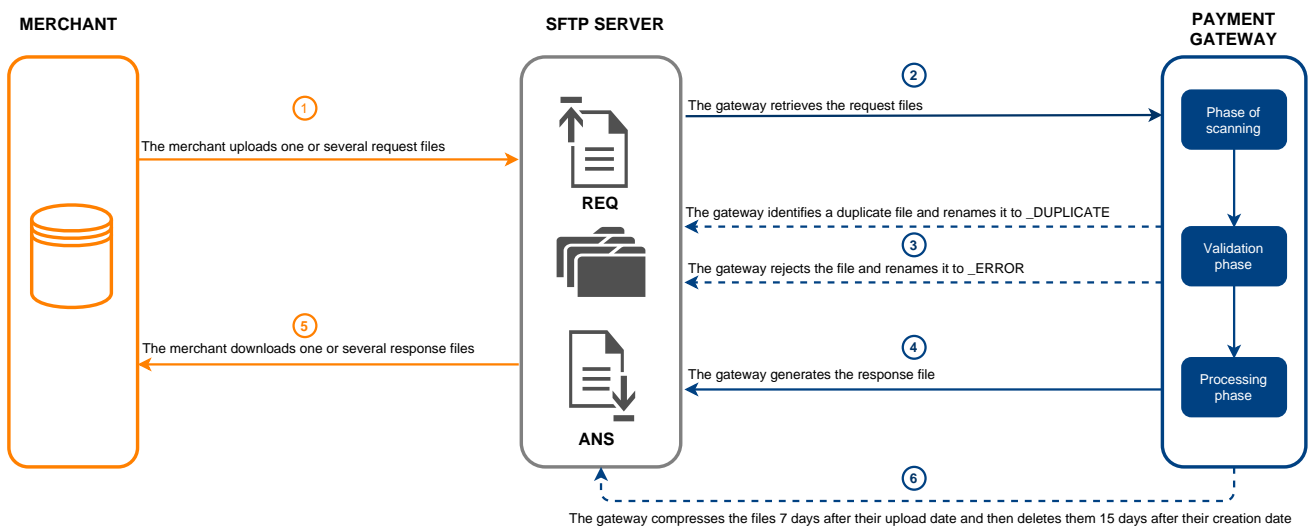 MERCHANT
SFTP SERVER
PAYMENT
GATEWAY
1
The merchant uploads one or several request files
2
The gateway retrieves the request files
Phase of
scanning
REQ
The gateway identifies a duplicate file and renames it to _DUPLICATE
3
The gateway rejects the file and renames it to _ERROR
Validation
phase
5
The merchant downloads one or several response files
4
The gateway generates the response file
Processing
phase
ANS
6
The gateway compresses the files 7 days after their upload date and then deletes them 15 days after their creation date